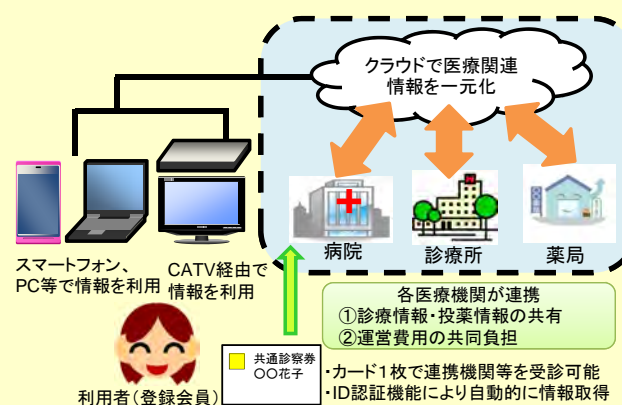 クラウドで医療関連
情報を一元化
病院
診療所
薬局
スマートフォン、
PC等で情報を利用
CATV経由で
情報を利用
各医療機関が連携
①診療情報・投薬情報の共有
②運営費用の共同負担
共通診察券
〇〇花子
・カード1枚で連携機関等を受診可能
・ID認証機能により自動的に情報取得
利用者(登録会員)